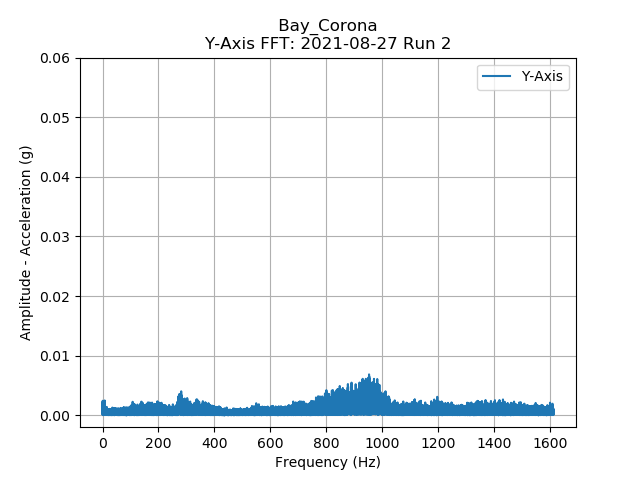 Bay_Corona
Y-Axis FFT: 2021-08-27 Run 2
Y-Axis
0.06
0.05
0.04
0.03
0.02
0.01
0.00
Amplitude - Acceleration (g)
0 200 400 600 800 1000 1200 1400 1600
Frequency (Hz)